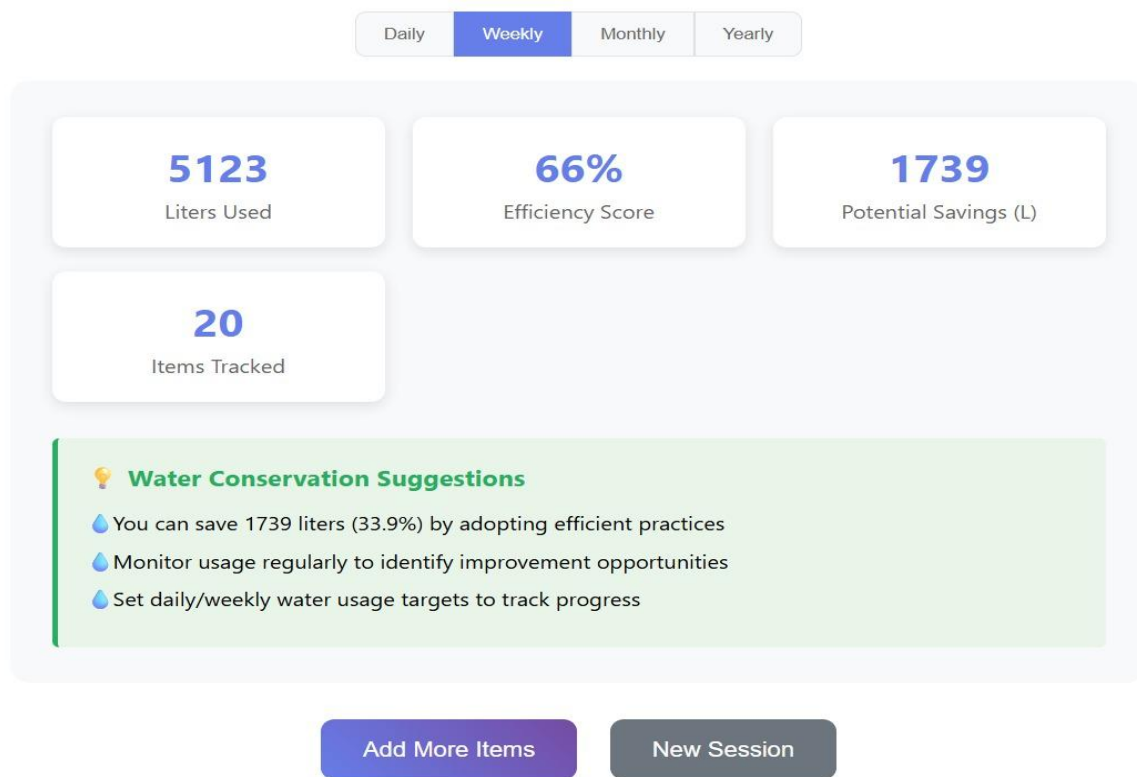 Daily Weekly Monthly Yearly
5123 66% 1739
Liters Used Efficiency Score Potential Savings (L)
20
Items Tracked
Water Conservation Suggestions
You can save 1739 liters (33.9%) by adopting efficient practices
Monitor usage regularly to identify improvement opportunities
Set daily/weekly water usage targets to track progress
Add More Items New Session